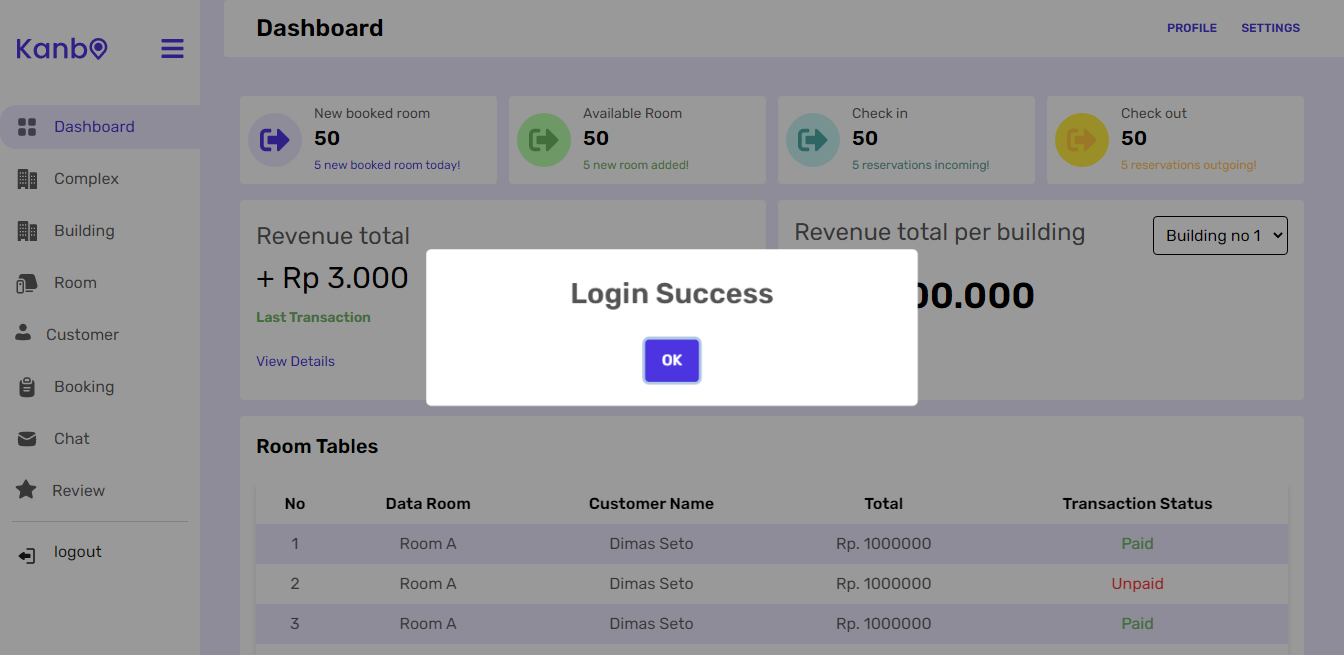 Kanbo
Dashboard
PROFILE
SETTINGS
Dashboard
Complex
Building
Room
Customer
Booking
Chat
Review
logout
New booked room
50
5 new booked room today!
Available Room
50
5 new room added!
Check in
50
5 reservations incoming!
Check out
50
5 reservations outgoing!
Revenue total
+ Rp 3.000
Last Transaction
View Details
Revenue total per building
Building no 1
00.000
Login Success
OK
Room Tables
No Data Room Customer Name Total Transaction Status
1 Room A Dimas Seto Rp. 1000000 Paid
2 Room A Dimas Seto Rp. 1000000 Unpaid
3 Room A Dimas Seto Rp. 1000000 Paid